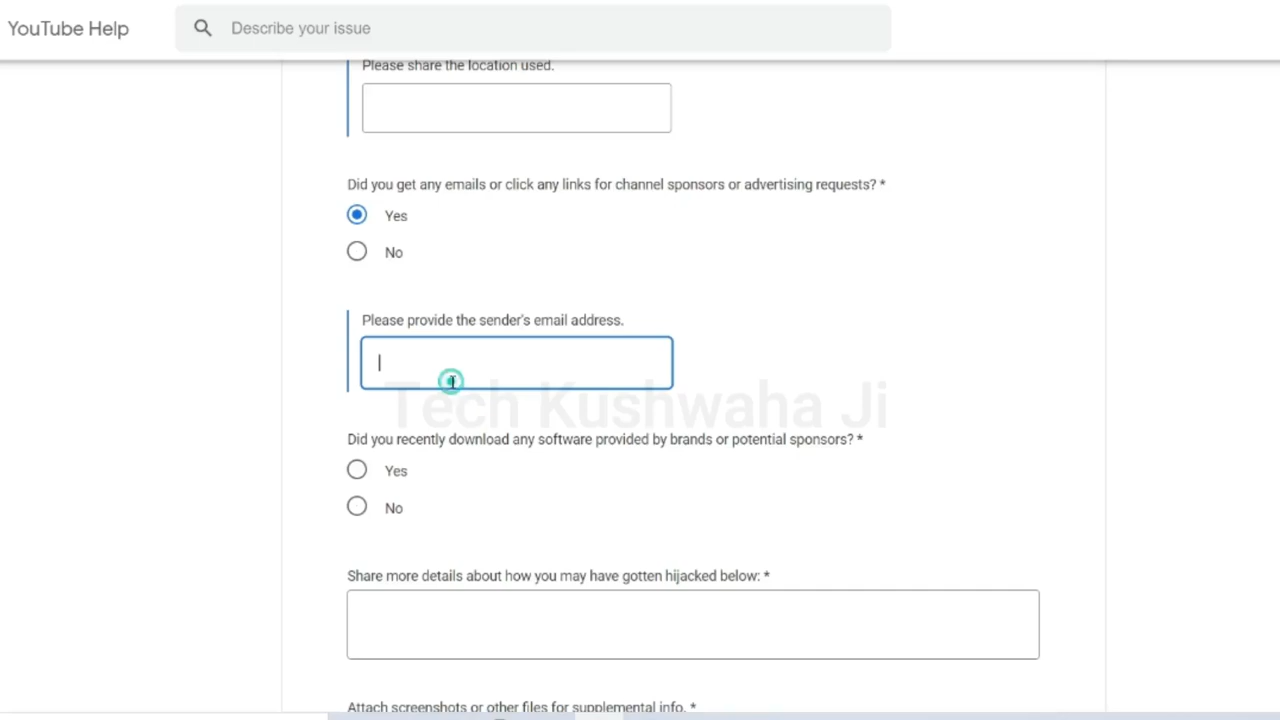 YouTube Help
Describe your issue
Please share the location used.
Did you get any emails or click any links for channel sponsors or advertising requests? *
Yes
No
Please provide the sender's email address.
Tech Kushwaha Ji
Did you recently download any software provided by brands or potential sponsors? *
Yes
No
Share more details about how you may have gotten hijacked below: *
Attach screenshots or other files for supplemental info. *